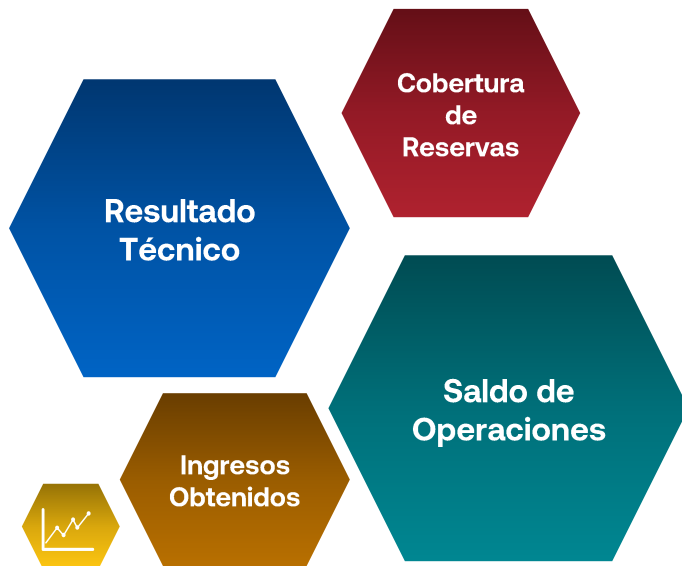 Cobertura
de
Reservas
Resultado
Técnico
Saldo de
Operaciones
Ingresos
Obtenidos